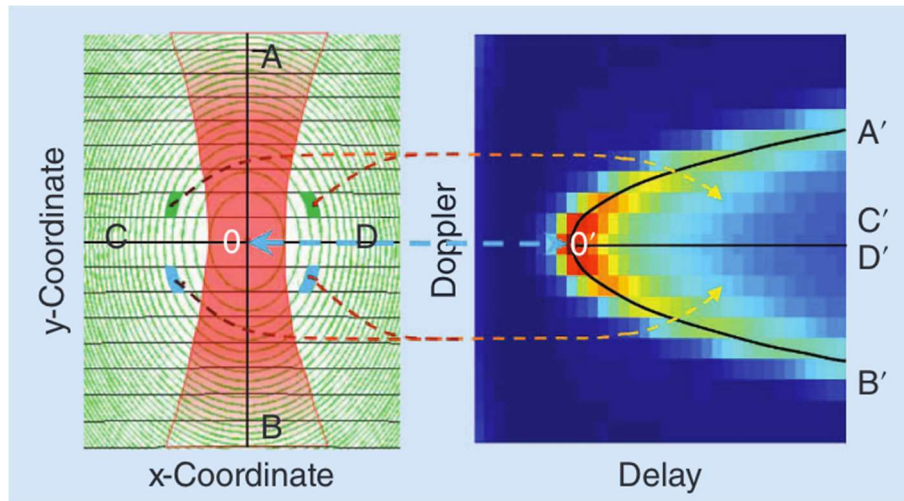 A
C
0
D
B
y-Coordinate
x-Coordinate
Doppler
A′
0′
C′
D′
B′
Delay